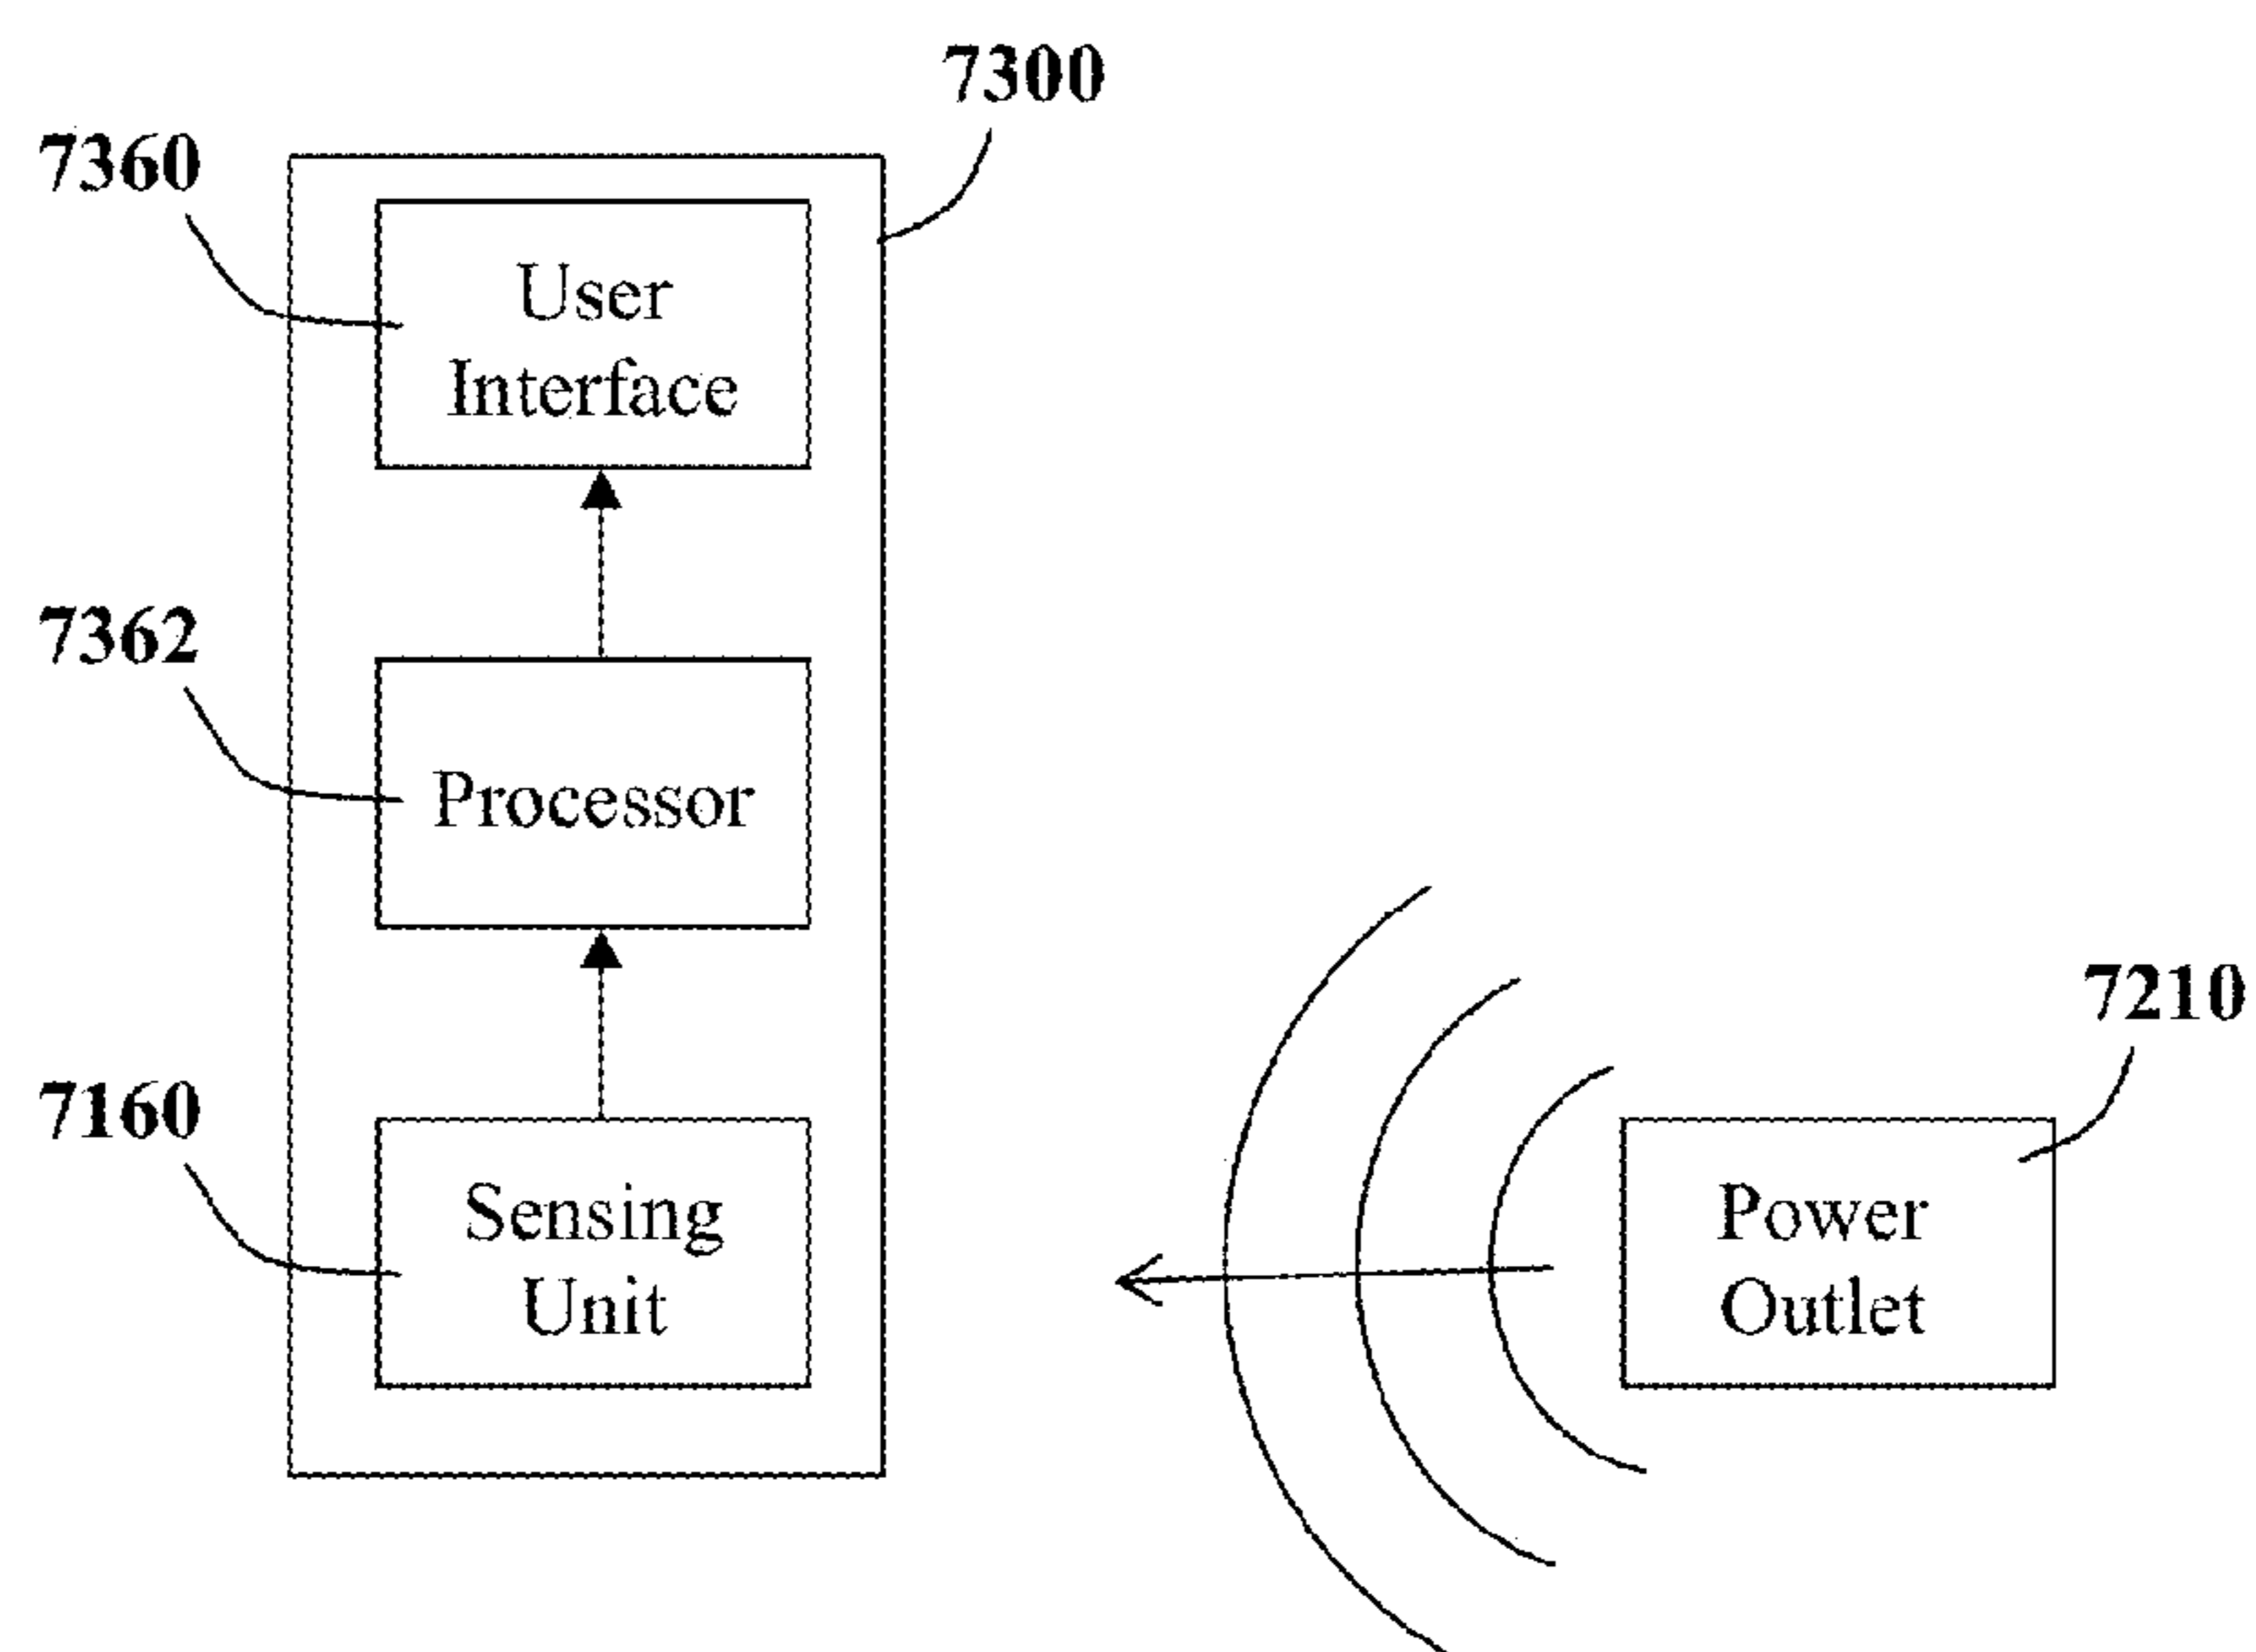 7300
7360
User
Interface
7362
Processor
7210
7160
Sensing
Unit
Power
Outlet